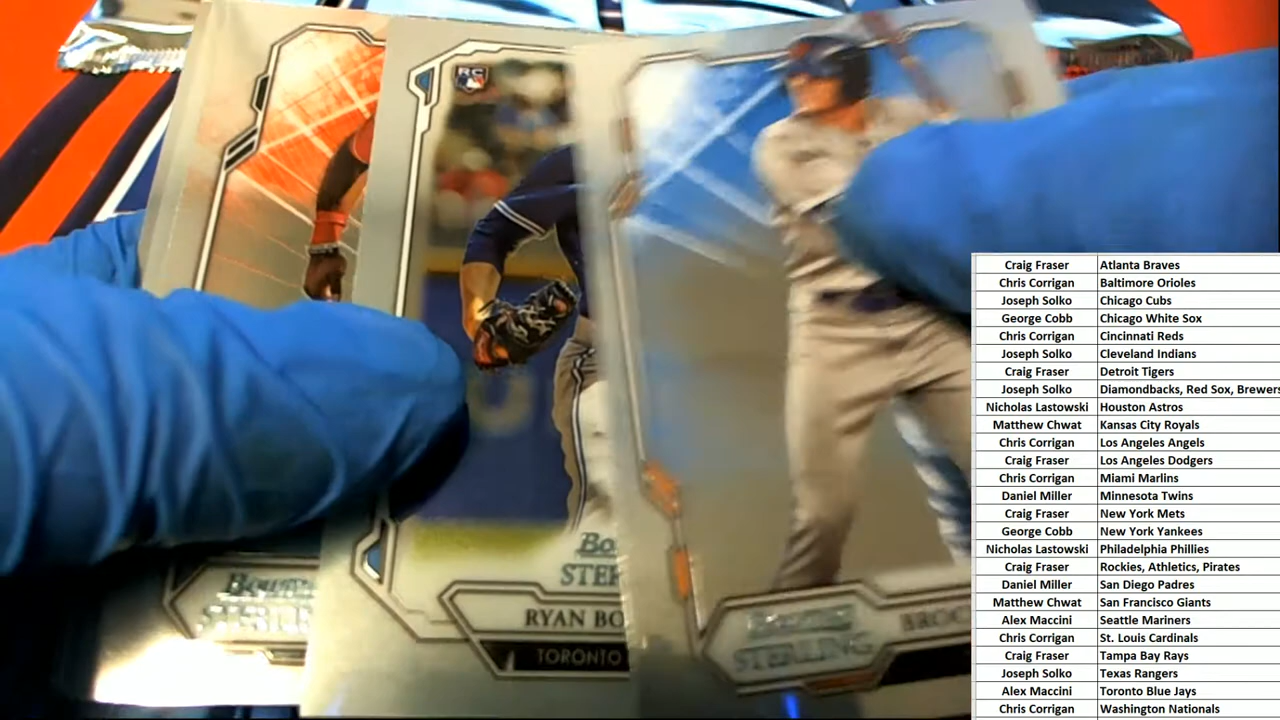 RC
Bowm
STERLING
Bo
STER
RYAN BO
TORONTO
STERLING
BROC
Craig Fraser Atlanta Braves
Chris Corrigan Baltimore Orioles
Joseph Solko Chicago Cubs
George Cobb Chicago White Sox
Chris Corrigan Cincinnati Reds
Joseph Solko Cleveland Indians
Craig Fraser Detroit Tigers
Joseph Solko Diamondbacks, Red Sox, Brewers
Nicholas Lastowski Houston Astros
Matthew Chwat Kansas City Royals
Chris Corrigan Los Angeles Angels
Craig Fraser Los Angeles Dodgers
Chris Corrigan Miami Marlins
Daniel Miller Minnesota Twins
Craig Fraser New York Mets
George Cobb New York Yankees
Nicholas Lastowski Philadelphia Phillies
Craig Fraser Rockies, Athletics, Pirates
Daniel Miller San Diego Padres
Matthew Chwat San Francisco Giants
Alex Maccini Seattle Mariners
Chris Corrigan St. Louis Cardinals
Craig Fraser Tampa Bay Rays
Joseph Solko Texas Rangers
Alex Maccini Toronto Blue Jays
Chris Corrigan Washington Nationals